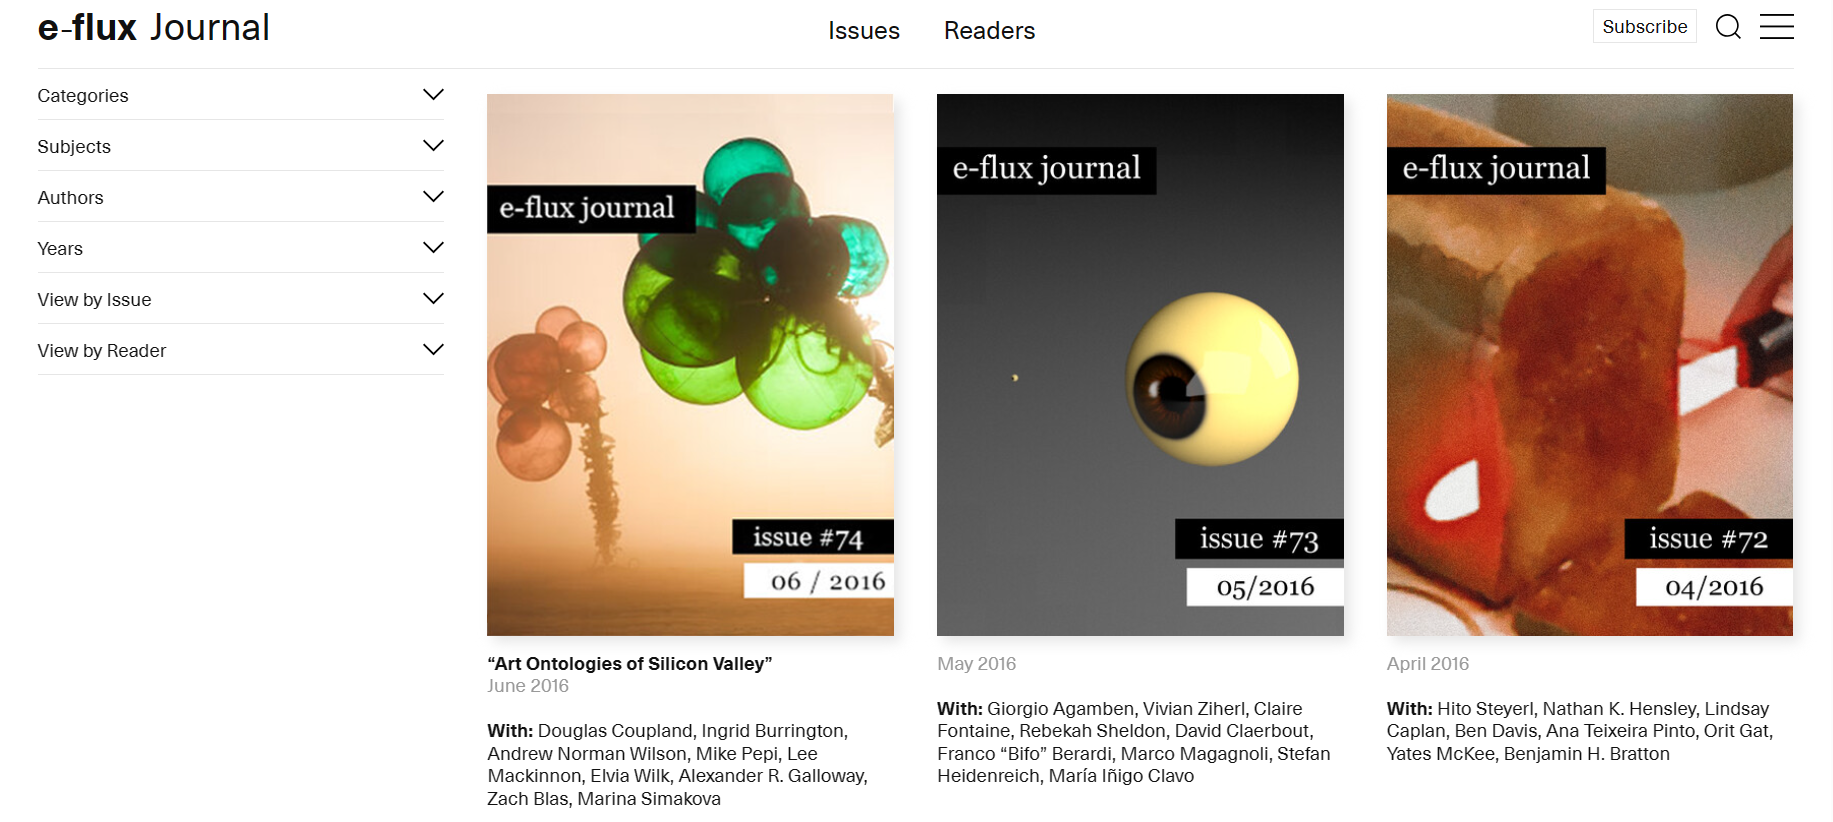 e-flux Journal
Issues
Readers
Subscribe
Categories
Subjects
Authors
Years
View by Issue
View by Reader
e-flux journal
issue #74
06 / 2016
“Art Ontologies of Silicon Valley”
June 2016
With: Douglas Coupland, Ingrid Burrington,
Andrew Norman Wilson, Mike Pepi, Lee
Mackinnon, Elvia Wilk, Alexander R. Galloway,
Zach Blas, Marina Simakova
e-flux journal
issue #73
05/2016
May 2016
With: Giorgio Agamben, Vivian Ziherl, Claire
Fontaine, Rebekah Sheldon, David Claerbout,
Franco “Bifo” Berardi, Marco Magagnoli, Stefan
Heidenreich, María Iñigo Clavo
e-flux journal
issue #72
04/2016
April 2016
With: Hito Steyerl, Nathan K. Hensley, Lindsay
Caplan, Ben Davis, Ana Teixeira Pinto, Orit Gat,
Yates McKee, Benjamin H. Bratton